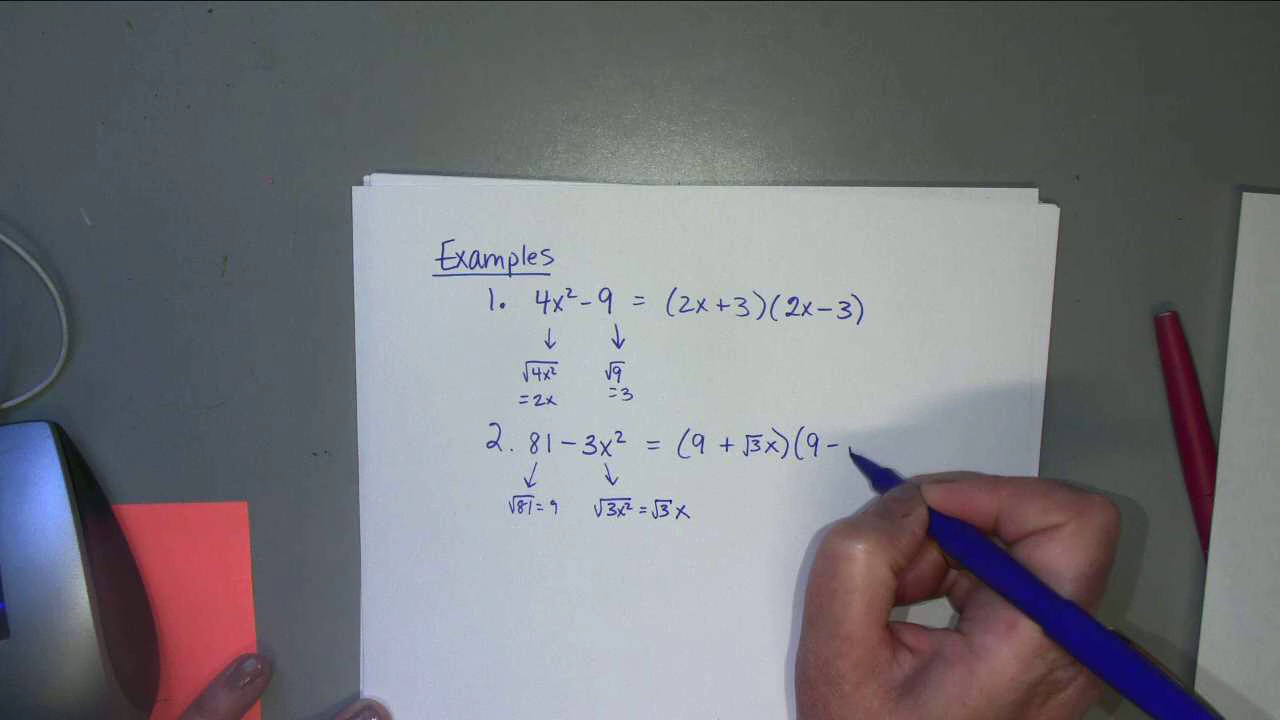 Examples
1. 4x² - 9 = (2x + 3)(2x - 3)
↓ ↓
√4x² √9
= 2x = 3
2. 81 - 3x² = (9 + √3 x)(9 -
↓ ↓
√81 = 9 √3x² = √3 x